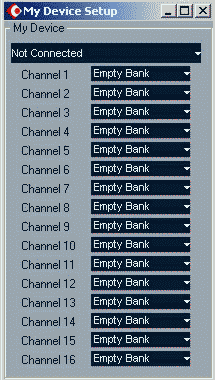 My Device Setup
My Device
Not Connected
Channel 1 Empty Bank
Channel 2 Empty Bank
Channel 3 Empty Bank
Channel 4 Empty Bank
Channel 5 Empty Bank
Channel 6 Empty Bank
Channel 7 Empty Bank
Channel 8 Empty Bank
Channel 9 Empty Bank
Channel 10 Empty Bank
Channel 11 Empty Bank
Channel 12 Empty Bank
Channel 13 Empty Bank
Channel 14 Empty Bank
Channel 15 Empty Bank
Channel 16 Empty Bank